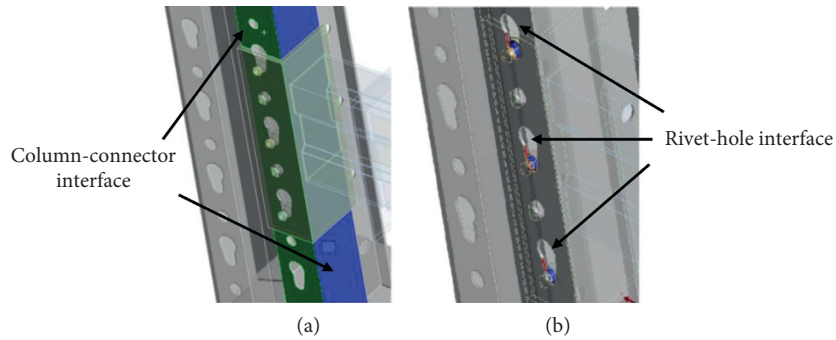 Column-connector
interface
Rivet-hole interface
(a)
(b)